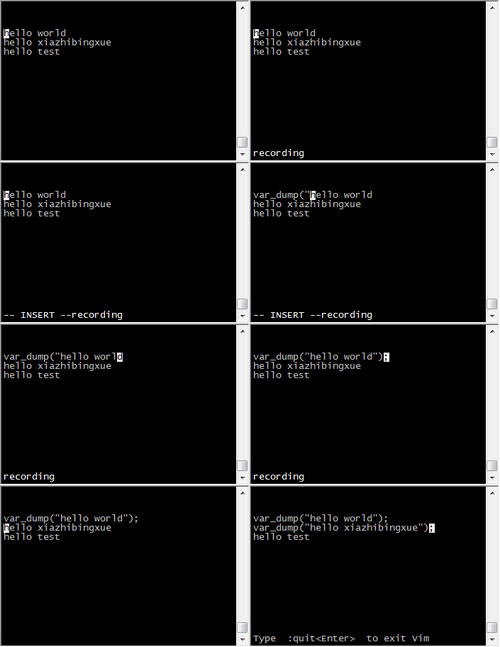 hello world
hello xiazhibingxue
hello test
hello world
hello xiazhibingxue
hello test
recording
hello world
hello xiazhibingxue
hello test
-- INSERT --recording
var_dump("hello world
hello xiazhibingxue
hello test
-- INSERT --recording
var_dump("hello world
hello xiazhibingxue
hello test
recording
var_dump("hello world");
hello xiazhibingxue
hello test
recording
var_dump("hello world");
hello xiazhibingxue
hello test
var_dump("hello world");
var_dump("hello xiazhibingxue");
hello test
Type  :quit<Enter>  to exit Vim